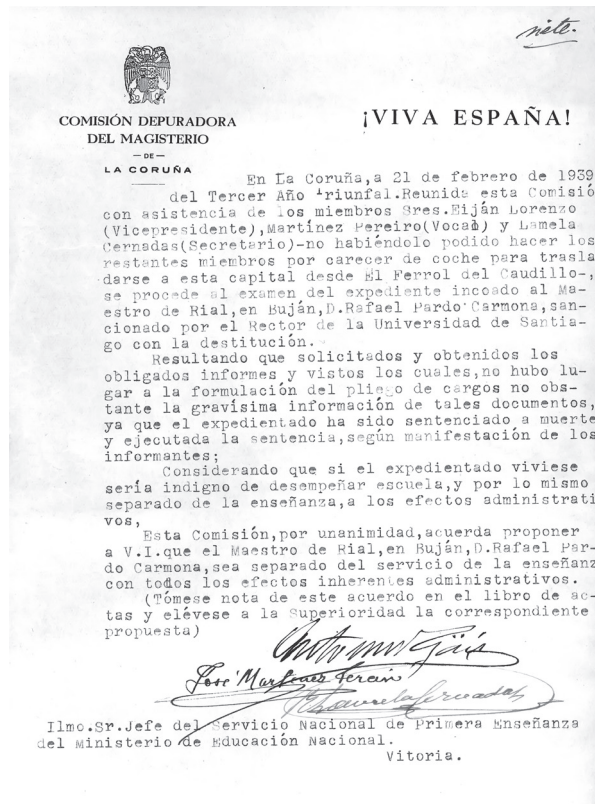 siete.
COMISIÓN DEPURADORA
DEL MAGISTERIO
—DE—
LA CORUÑA
¡VIVA ESPAÑA!
En La Coruña,a 21 de febrero de 1939
del Tercer Año Triunfal.Reunida esta Comisió
con asistencia de los miembros Sres.Eiján Lorenzo
(Vicepresidente),Martínez Pereiro(Vocal) y Lamela
Cernadas(Secretario)-no habiéndolo podido hacer los
restantes miembros por carecer de coche para trasla
darse a esta capital desde El Ferrol del Caudillo-,
se procede al examen del expediente incoado al Ma-
estro de Rial,en Buján,D.Rafael Pardo Carmona,san-
cionado por el Rector de la Universidad de Santia-
go con la destitución.
Resultando que solicitados y obtenidos los
obligados informes y vistos los cuales,no hubo lu-
gar a la formulación del pliego de cargos no obs-
tante la gravísima información de tales documentos,
ya que el expedientado ha sido sentenciado a muerte
y ejecutada la sentencia,según manifestación de los
informantes;
Considerando que si el expedientado viviese
sería indigno de desempeñar escuela,y por lo mismo
separado de la enseñanza,a los efectos administrati
vos,
Esta Comisión,por unanimidad,acuerda proponer
a V.I.que el Maestro de Rial,en Buján,D.Rafael Par-
do Carmona,sea separado del servicio de la enseñanz
con todos los efectos inherentes administrativos.
(Tómese nota de este acuerdo en el libro de ac-
tas y elévese a la Superioridad la correspondiente
propuesta)
José Martínez
Ilmo.Sr.Jefe del Servicio Nacional de Primera Enseñanza
del Ministerio de Educación Nacional.
Vitoria.